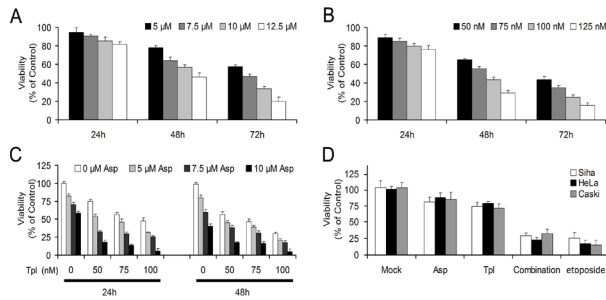 A
5 μM 7.5 μM 10 μM 12.5 μM
Viability
(% of Control)
100
80
60
40
20
0
24h 48h 72h
B
50 nM 75 nM 100 nM 125 nM
Viability
(% of Control)
100
80
60
40
20
0
24h 48h 72h
C
0 μM Asp 5 μM Asp 7.5 μM Asp 10 μM Asp
Viability
(% of Control)
125
100
75
50
25
0
Tpl (nM) 0 50 75 100 0 50 75 100
24h 48h
D
Siha
HeLa
Caski
Viability
(% of Control)
125
100
75
50
25
0
Mock Asp Tpl Combination etoposide